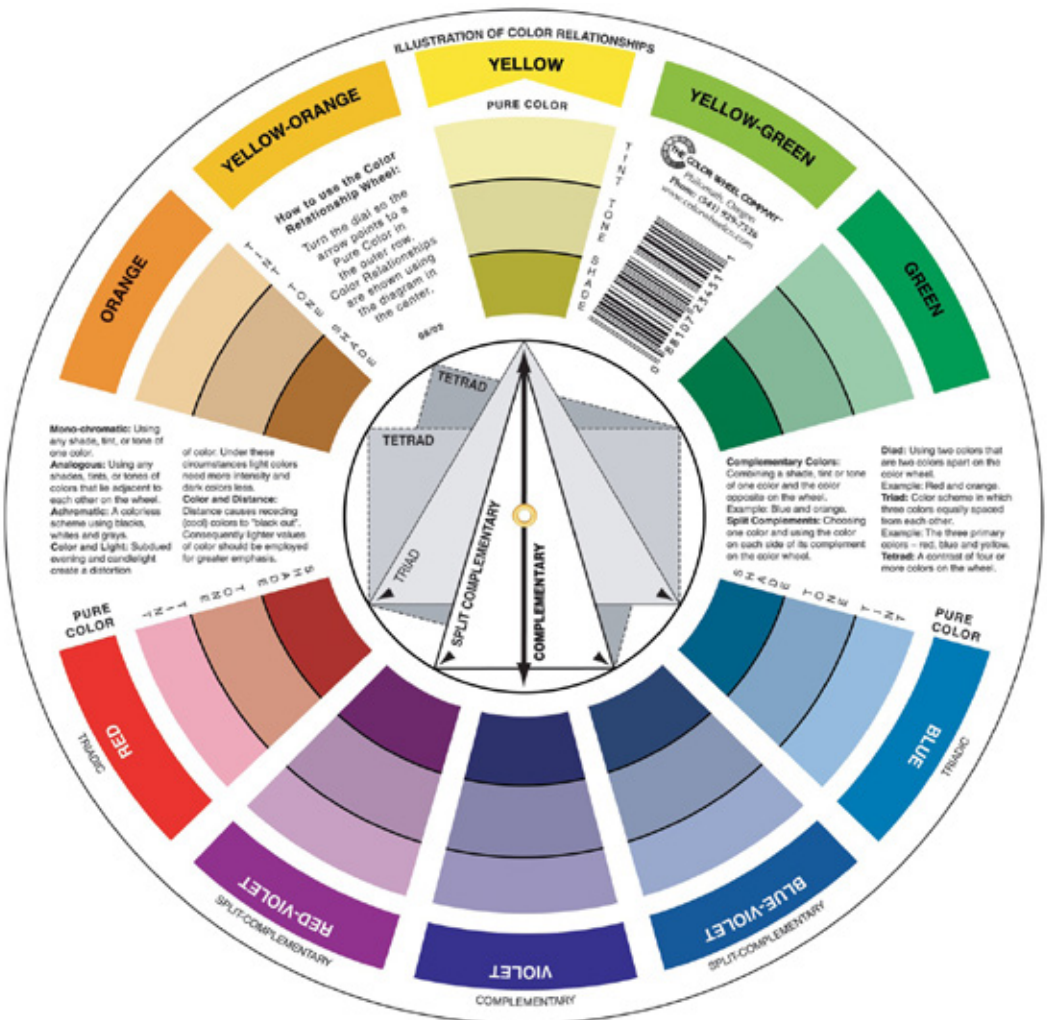 ILLUSTRATION OF COLOR RELATIONSHIPS
YELLOW
PURE COLOR
TINT TONE SHADE
YELLOW-GREEN
THE COLOR WHEEL COMPANY™
Philomath, Oregon
Phone: (541) 929-7526
www.colorwheelco.com
GREEN
YELLOW-ORANGE
How to use the Color
Relationship Wheel:
Turn the dial so the
arrow points to a
Pure Color in
the outer row.
Color Relationships
are shown using
the diagram in
the center.
ORANGE
TINT TONE SHADE
Mono-chromatic: Using
any shade, tint, or tone of
one color.
Analogous: Using any
shades, tints, or tones of
colors that lie adjacent to
each other on the wheel.
Achromatic: A colorless
scheme using blacks,
whites and grays.
Color and Light: Subdued
evening and candlelight
create a distortion
of color. Under these
circumstances light colors
need more intensity and
dark colors less.
Color and Distance:
Distance causes receding
(cool) colors to "black out".
Consequently lighter values
of color should be employed
for greater emphasis.
TETRAD
TETRAD
TRIAD
SPLIT COMPLEMENTARY
COMPLEMENTARY
Complementary Colors:
Combining a shade, tint or tone
of one color and the color
opposite on the wheel.
Example: Blue and orange.
Split Complements: Choosing
one color and using the color
on each side of its complement
on the color wheel.
Diad: Using two colors that
are two colors apart on the
color wheel.
Example: Red and orange.
Triad: Color scheme in which
three colors equally spaced
from each other.
Example: The three primary
colors – red, blue and yellow.
Tetrad: A contrast of four or
more colors on the wheel.
PURE
COLOR
SHADE TONE TINT
RED
TRIADIC
RED-VIOLET
SPLIT-COMPLEMENTARY
VIOLET
COMPLEMENTARY
BLUE-VIOLET
SPLIT-COMPLEMENTARY
SHADE TONE TINT
PURE
COLOR
BLUE
TRIADIC